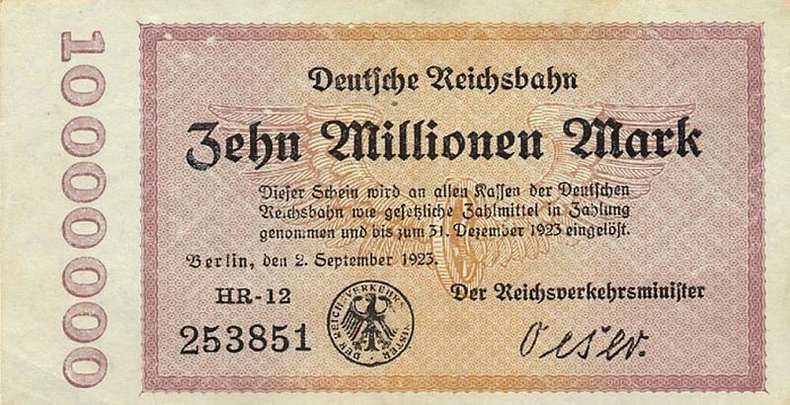 10000000
Deutsche Reichsbahn
Zehn Millionen Mark
Dieser Schein wird an allen Kassen der Deutschen
Reichsbahn wie gesetzliche Zahlmittel in Zahlung
genommen und bis zum 31. Dezember 1923 eingelöst.
Berlin, den 2. September 1923.
HR-12
Der Reichsverkehrsminister
253851
DER REICHSVERKEHRSMINISTER
Oeser.